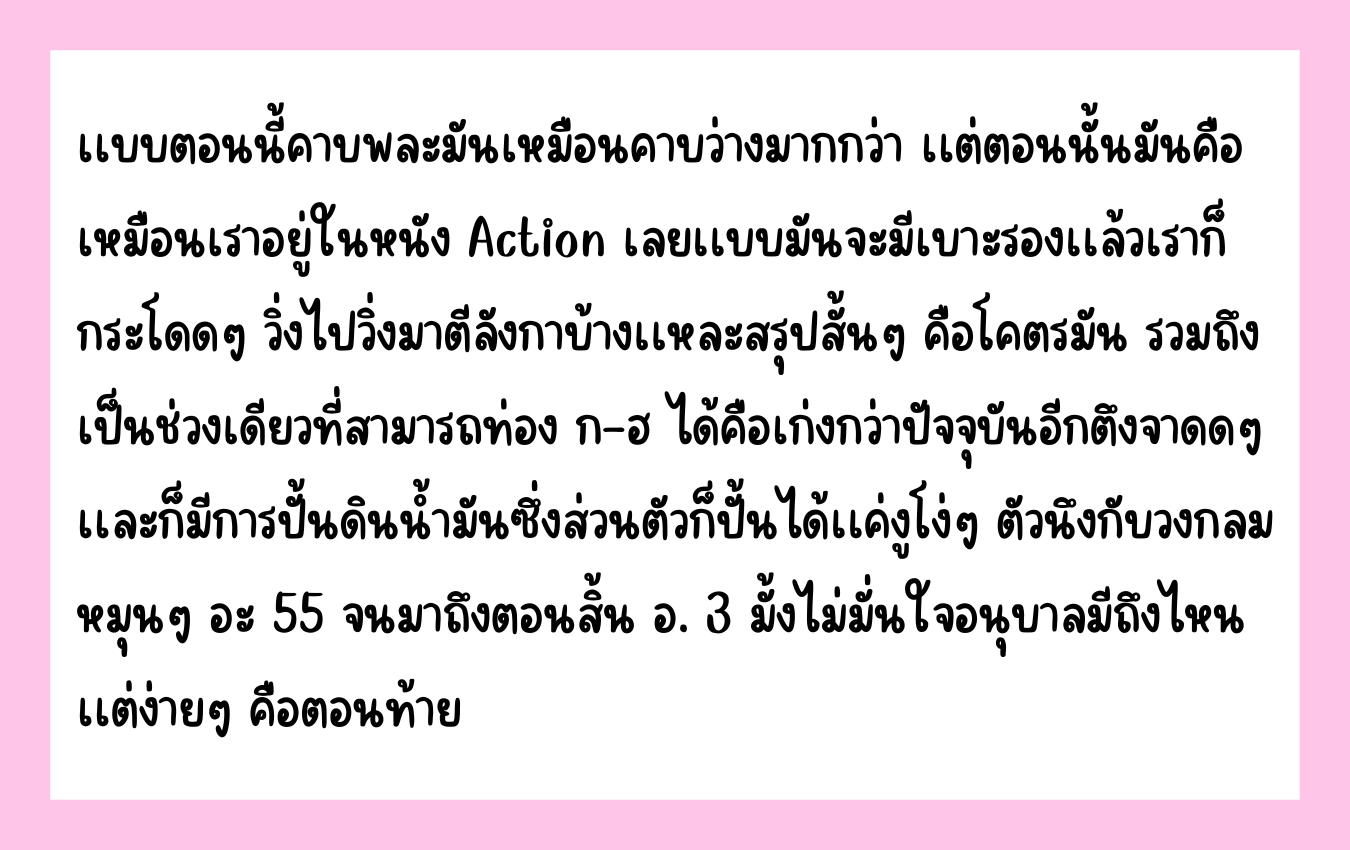 แบบตอนนี้คาบพละมันเหมือนคาบว่างมากกว่า แต่ตอนนั้นมันคือ
เหมือนเราอยู่ในหนัง Action เลยแบบมันจะมีเบาะรองแล้วเราก็
กระโดดๆ วิ่งไปวิ่งมาตีลังกาบ้างแหละสรุปสั้นๆ คือโคตรมัน รวมถึง
เป็นช่วงเดียวที่สามารถท่อง ก-ฮ ได้คือเก่งกว่าปัจจุบันอีกตึงจาดดๆ
และก็มีการปั้นดินน้ำมันซึ่งส่วนตัวก็ปั้นได้แค่งูโง่ๆ ตัวนึงกับวงกลม
หมุนๆ อะ 55 จนมาถึงตอนสิ้น อ. 3 มั้งไม่มั่นใจอนุบาลมีถึงไหน
แต่ง่ายๆ คือตอนท้าย